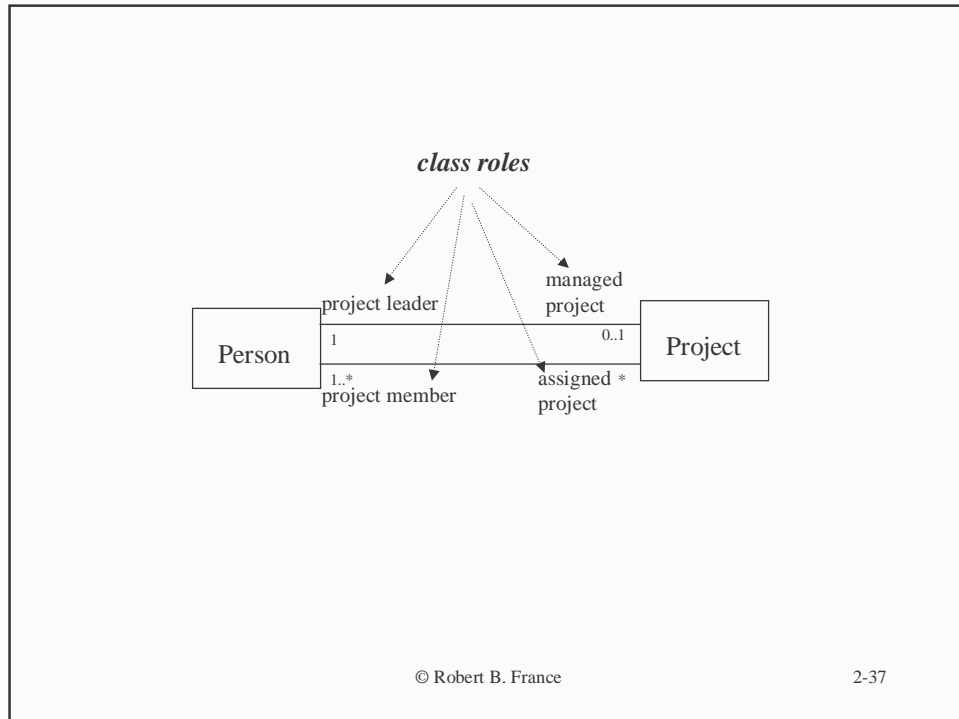 class roles
managed
project
project leader
1
0..1
Person
Project
1..*
project member
assigned *
project
© Robert B. France
2-37